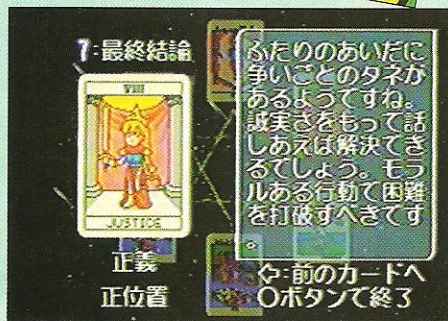 7:最終結論
VIII
JUSTICE
正義
正位置
ふたりのあいだに
争いごとのタネが
あるようですね。
誠実さをもって話
しあえば解決でき
るでしょう。モラ
ルある行動で困難
を打破すべきです
。
⇦:前のカードへ
○ボタンで終了